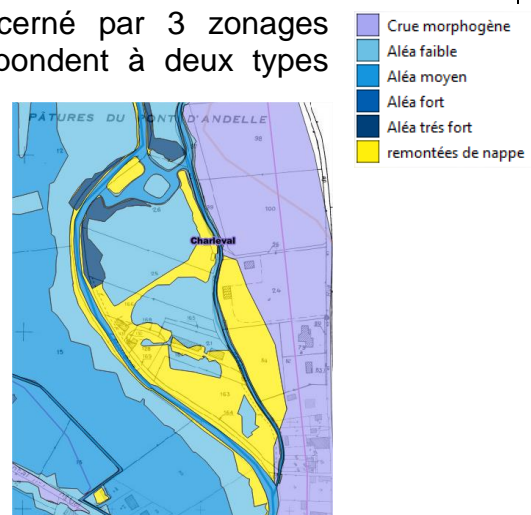 cerné par 3 zonages
pondent à deux types
Crue morphogène
Aléa faible
Aléa moyen
Aléa fort
Aléa trés fort
remontées de nappe
PÂTURES DU PONT D'ANDELLE
Charleval